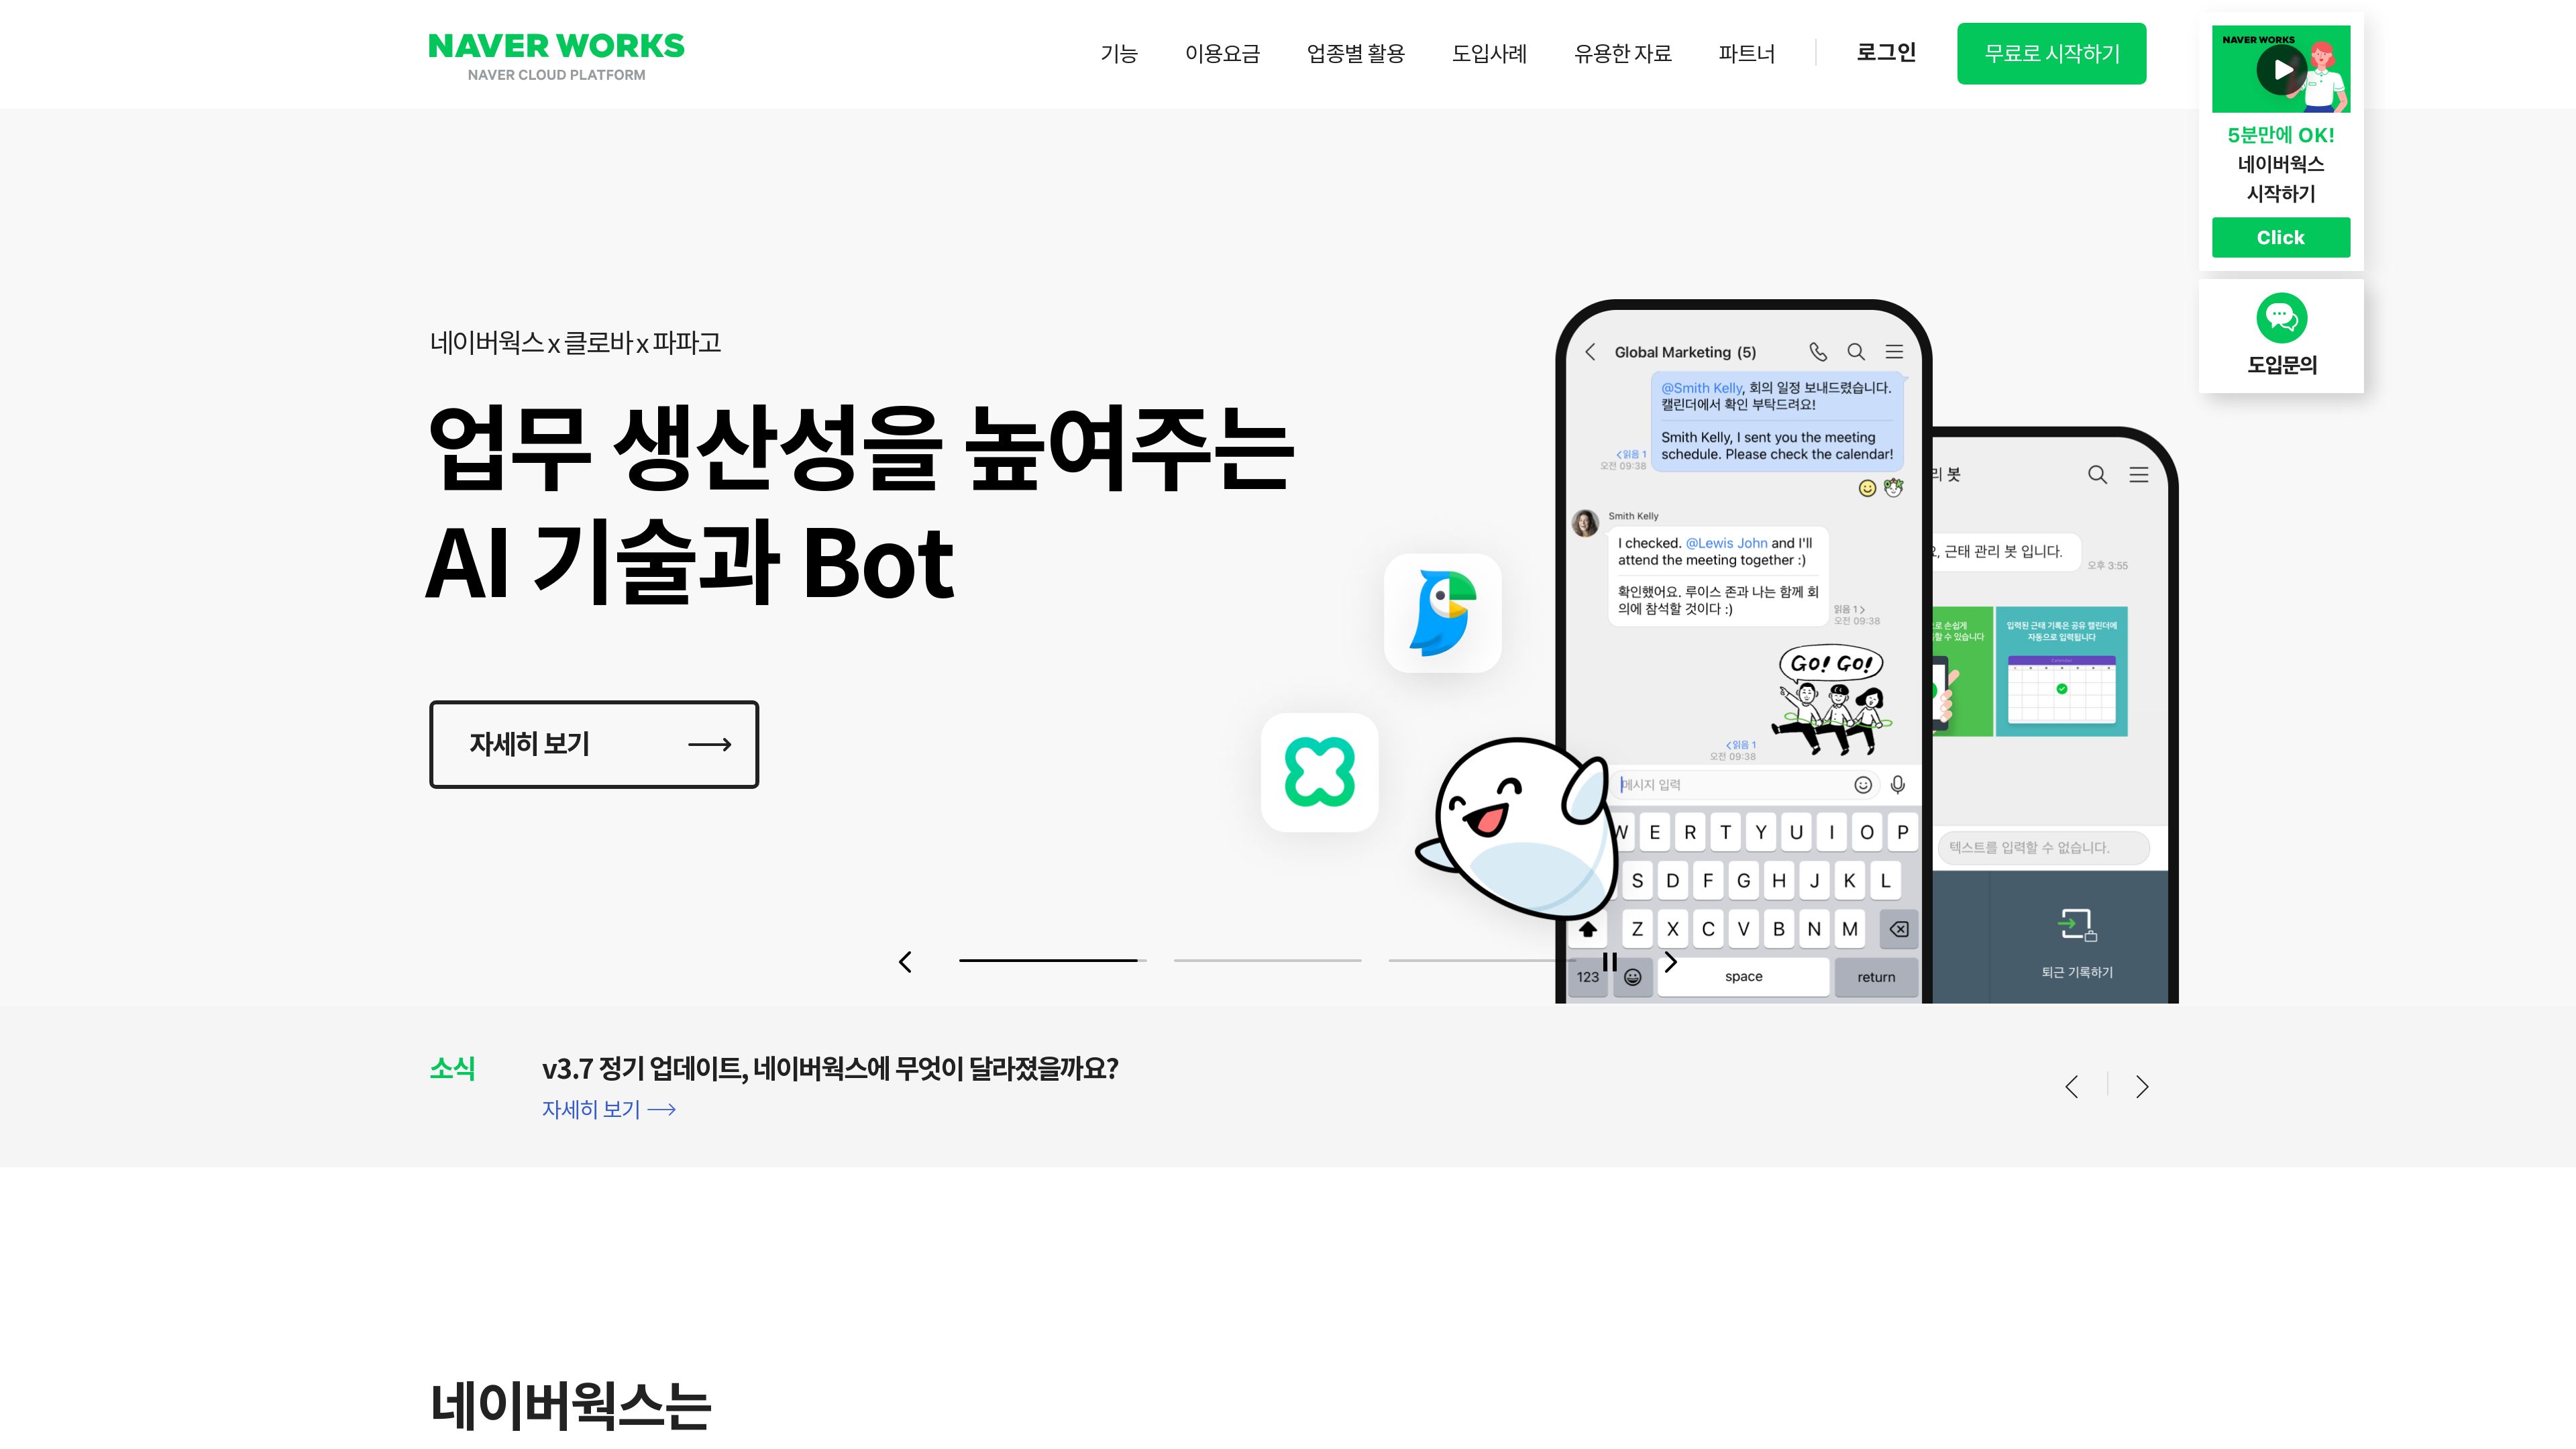 NAVER WORKS
NAVER CLOUD PLATFORM
기능
이용요금
업종별 활용
도입사례
유용한 자료
파트너
로그인
무료로 시작하기
NAVER WORKS
5분만에 OK!
네이버웍스
시작하기
Click
도입문의
네이버웍스 x 클로바 x 파파고
업무 생산성을 높여주는
AI 기술과 Bot
자세히 보기
Global Marketing (5)
@Smith Kelly, 회의 일정 보내드렸습니다.
캘린더에서 확인 부탁드려요!
Smith Kelly, I sent you the meeting
schedule. Please check the calendar!
읽음 1
오전 09:38
Smith Kelly
I checked. @Lewis John and I'll
attend the meeting together :)
확인했어요. 루이스 존과 나는 함께 회
의에 참석할 것이다 :)
읽음 1
오전 09:38
GO! GO!
읽음 1
오전 09:38
메시지 입력
W E R T Y U I O P
S D F G H J K L
Z X C V B N M
123
space
return
리 봇
요, 근태 관리 봇 입니다.
오후 3:55
로 손쉽게
할 수 있습니다
입력된 근태 기록은 공유 캘린더에
자동으로 입력됩니다
Calendar
텍스트를 입력할 수 없습니다.
퇴근 기록하기
소식
v3.7 정기 업데이트, 네이버웍스에 무엇이 달라졌을까요?
자세히 보기
네이버웍스는